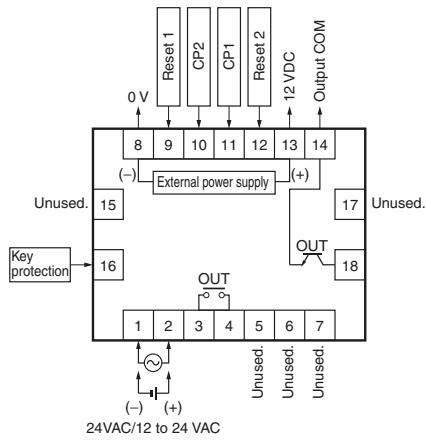 0 V
Reset 1
CP2
CP1
Reset 2
12 VDC
Output COM
8 9 10 11 12 13 14
(−) External power supply (+)
Unused. 15
17 Unused.
Key
protection
16
OUT
18
OUT
1 2 3 4 5 6 7
Unused.
Unused.
Unused.
(−) (+)
24VAC/12 to 24 VAC